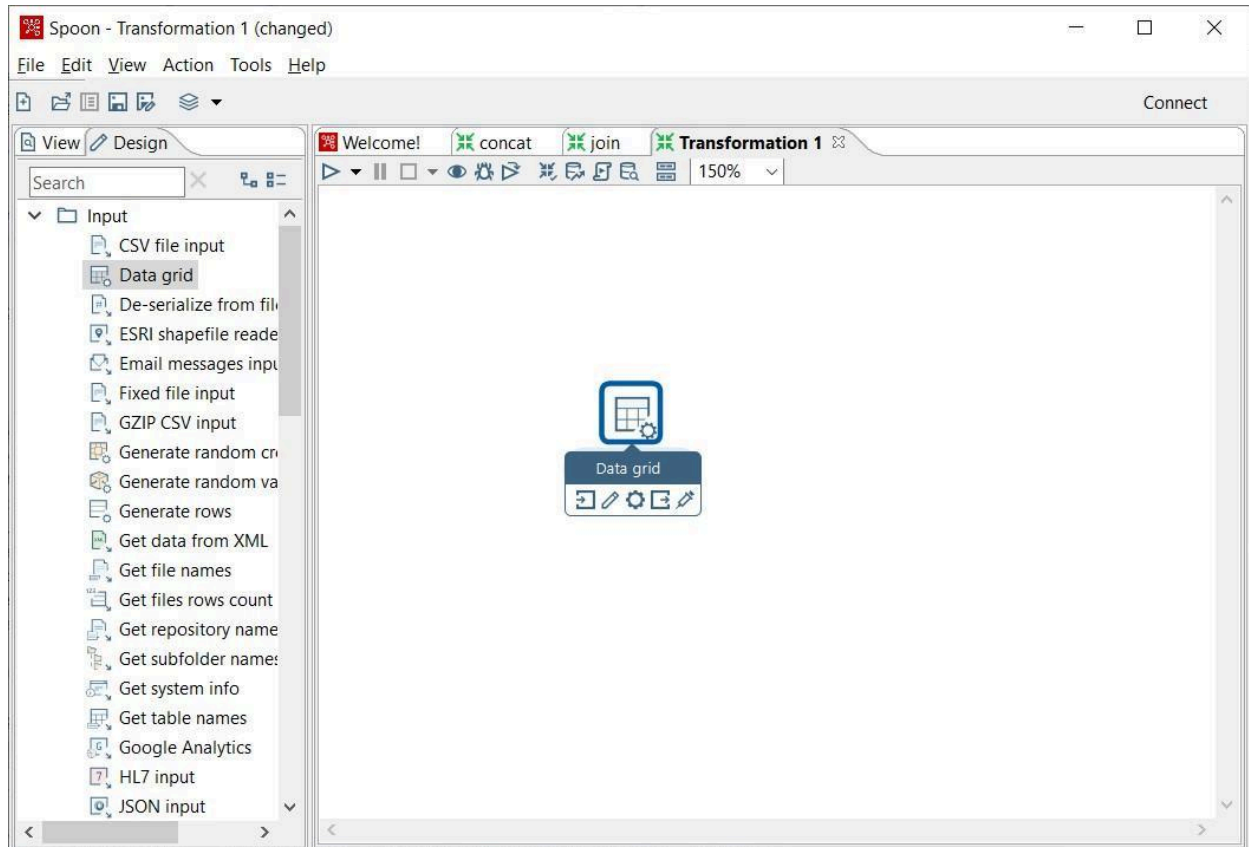 Spoon - Transformation 1 (changed)
File Edit View Action Tools Help
Connect
View Design
Welcome! concat join Transformation 1
Search
150%
Input
CSV file input
Data grid
De-serialize from file
ESRI shapefile reade
Email messages inpu
Fixed file input
GZIP CSV input
Generate random cr
Generate random va
Generate rows
Get data from XML
Get file names
Get files rows count
Get repository name
Get subfolder names
Get system info
Get table names
Google Analytics
HL7 input
JSON input
Data grid